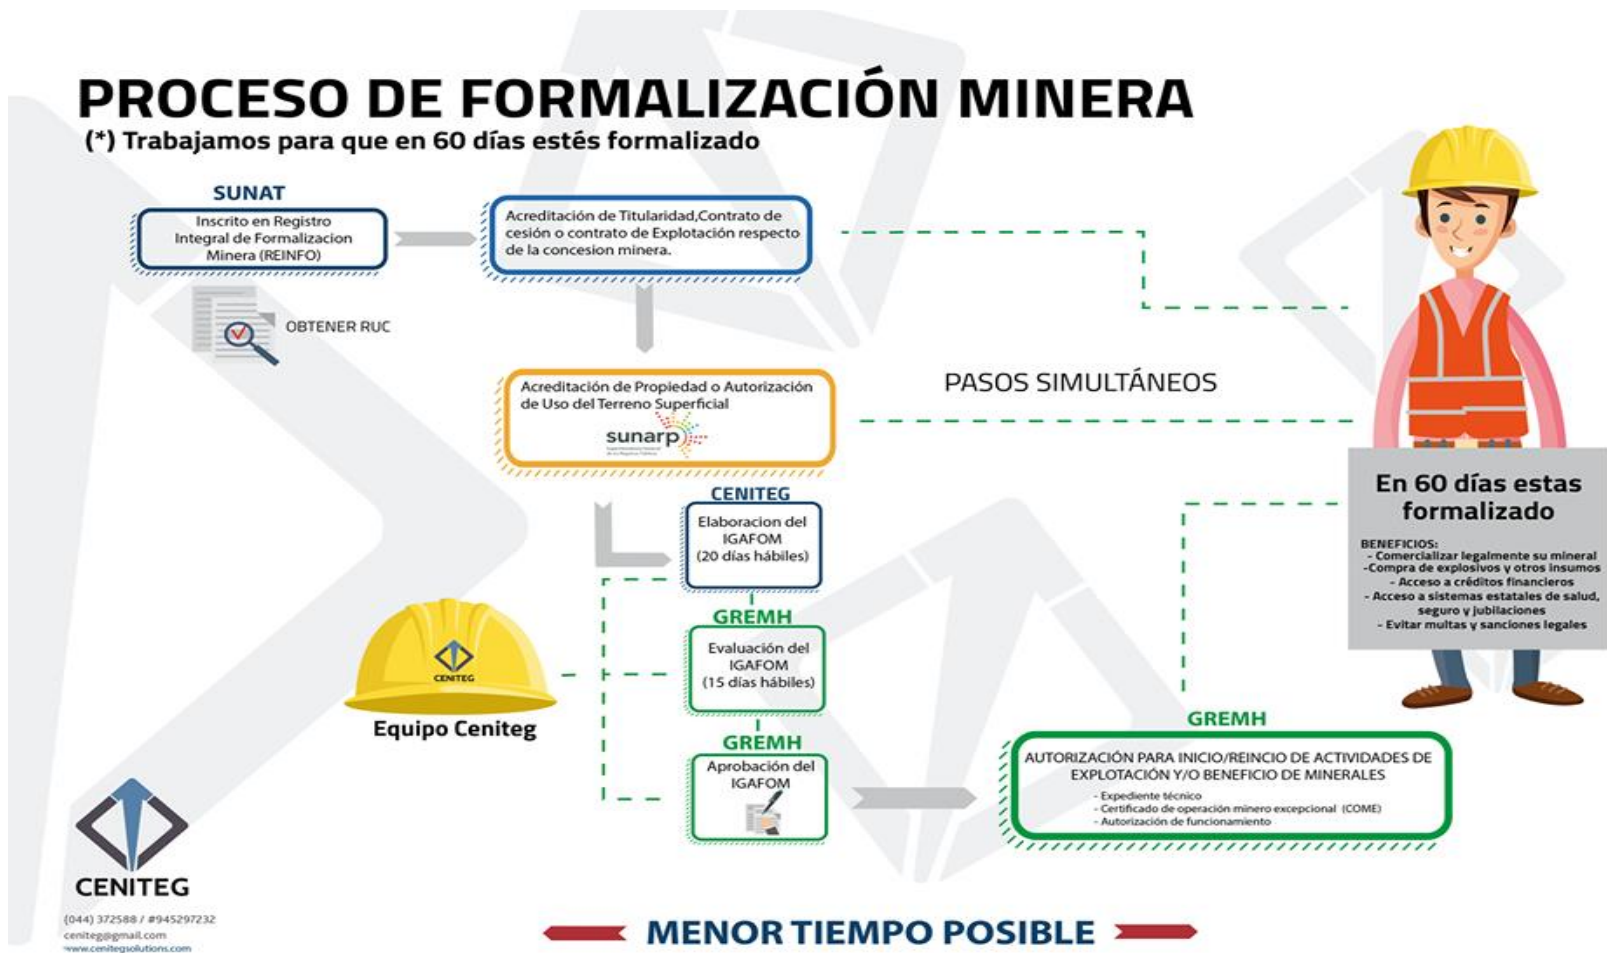 PROCESO DE FORMALIZACIÓN MINERA
(*) Trabajamos para que en 60 días estés formalizado
SUNAT
Inscrito en Registro
Integral de Formalizacion
Minera (REINFO)
OBTENER RUC
Acreditación de Titularidad,Contrato de
cesión o contrato de Explotación respecto
de la concesion minera.
Acreditación de Propiedad o Autorización
de Uso del Terreno Superficial
sunarp
PASOS SIMULTÁNEOS
CENITEG
Elaboracion del
IGAFOM
(20 días hábiles)
GREMH
Evaluación del
IGAFOM
(15 días hábiles)
GREMH
Aprobación del
IGAFOM
CENITEG
Equipo Ceniteg
GREMH
AUTORIZACIÓN PARA INICIO/REINCIO DE ACTIVIDADES DE
EXPLOTACIÓN Y/O BENEFICIO DE MINERALES
- Expediente técnico
- Certificado de operación minero excepcional (COME)
- Autorización de funcionamiento
En 60 días estas
formalizado
BENEFICIOS:
- Comercializar legalmente su mineral
-Compra de explosivos y otros insumos
- Acceso a créditos financieros
- Acceso a sistemas estatales de salud,
seguro y jubilaciones
- Evitar multas y sanciones legales
CENITEG
(044) 372588 / #945297232
ceniteg@gmail.com
www.cenitegsolutions.com
MENOR TIEMPO POSIBLE